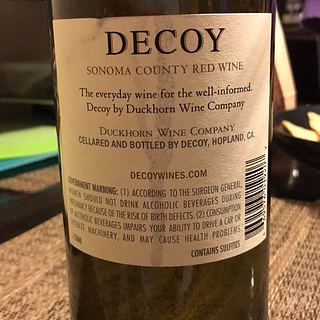 DECOY
SONOMA COUNTY RED WINE
The everyday wine for the well-informed.
Decoy by Duckhorn Wine Company
DUCKHORN WINE COMPANY
CELLARED AND BOTTLED BY DECOY, HOPLAND, CA.
DECOYWINES.COM
GOVERNMENT WARNING: (1) ACCORDING TO THE SURGEON GENERAL,
WOMEN SHOULD NOT DRINK ALCOHOLIC BEVERAGES DURING
PREGNANCY BECAUSE OF THE RISK OF BIRTH DEFECTS. (2) CONSUMPTION
OF ALCOHOLIC BEVERAGES IMPAIRS YOUR ABILITY TO DRIVE A CAR OR
OPERATE MACHINERY, AND MAY CAUSE HEALTH PROBLEMS.
CONTAINS SULFITES